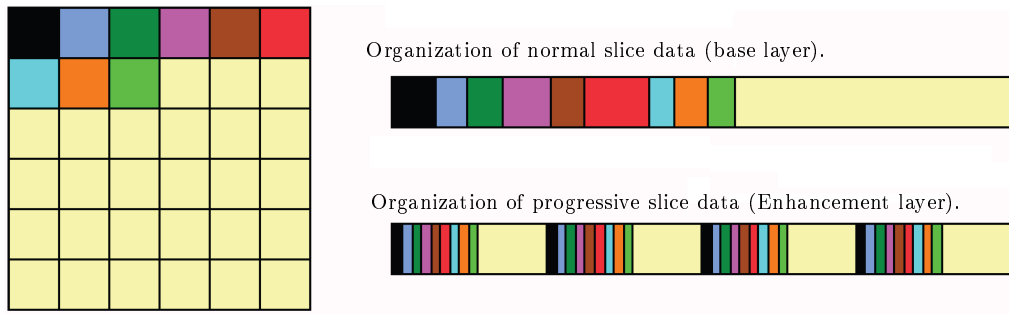 Organization of normal slice data (base layer).
Organization of progressive slice data (Enhancement layer).